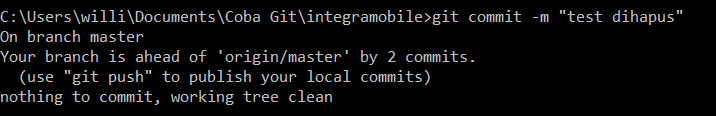 C:\Users\willi\Documents\Coba Git\integramobile>git commit -m "test dihapus"
On branch master
Your branch is ahead of 'origin/master' by 2 commits.
  (use "git push" to publish your local commits)
nothing to commit, working tree clean